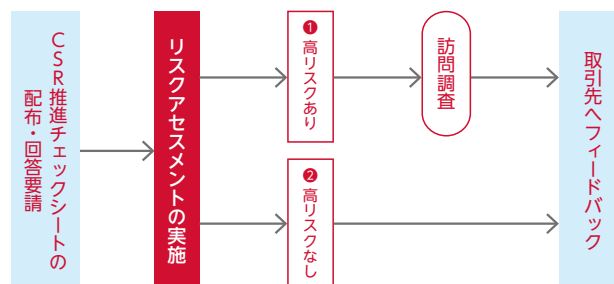 CSR推進チェックシートの
配布・回答要請
リスクアセスメントの実施
❶高リスクあり
訪問調査
❷高リスクなし
取引先へフィードバック